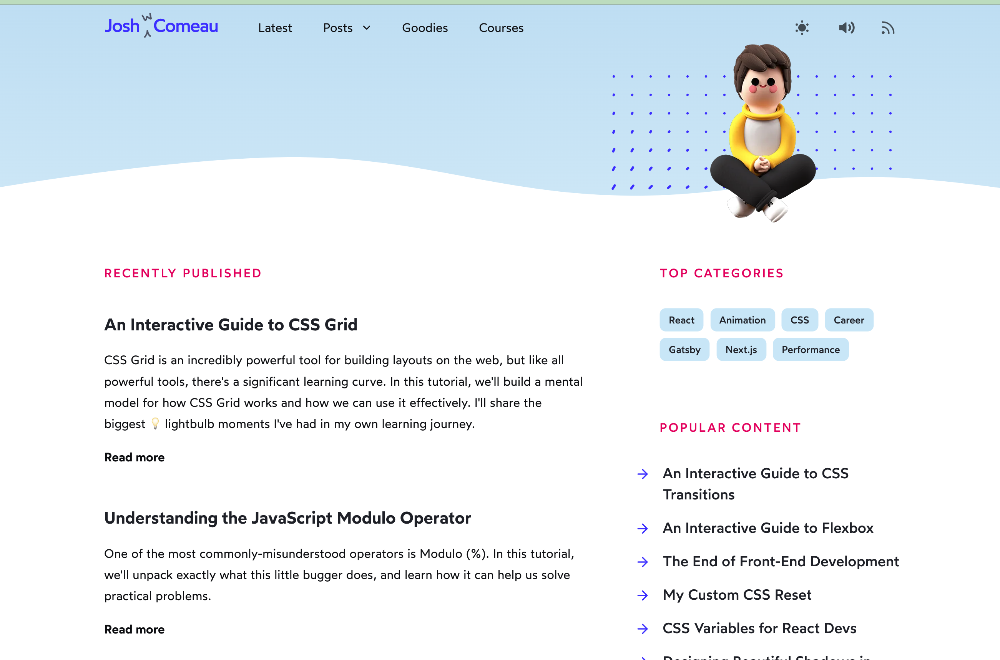 Josh W Comeau
Latest
Posts
Goodies
Courses
RECENTLY PUBLISHED
An Interactive Guide to CSS Grid
CSS Grid is an incredibly powerful tool for building layouts on the web, but like all
powerful tools, there's a significant learning curve. In this tutorial, we'll build a mental
model for how CSS Grid works and how we can use it effectively. I'll share the
biggest 💡 lightbulb moments I've had in my own learning journey.
Read more
Understanding the JavaScript Modulo Operator
One of the most commonly-misunderstood operators is Modulo (%). In this tutorial,
we'll unpack exactly what this little bugger does, and learn how it can help us solve
practical problems.
Read more
TOP CATEGORIES
React
Animation
CSS
Career
Gatsby
Next.js
Performance
POPULAR CONTENT
An Interactive Guide to CSS
Transitions
An Interactive Guide to Flexbox
The End of Front-End Development
My Custom CSS Reset
CSS Variables for React Devs
Designing Beautiful Shadows in